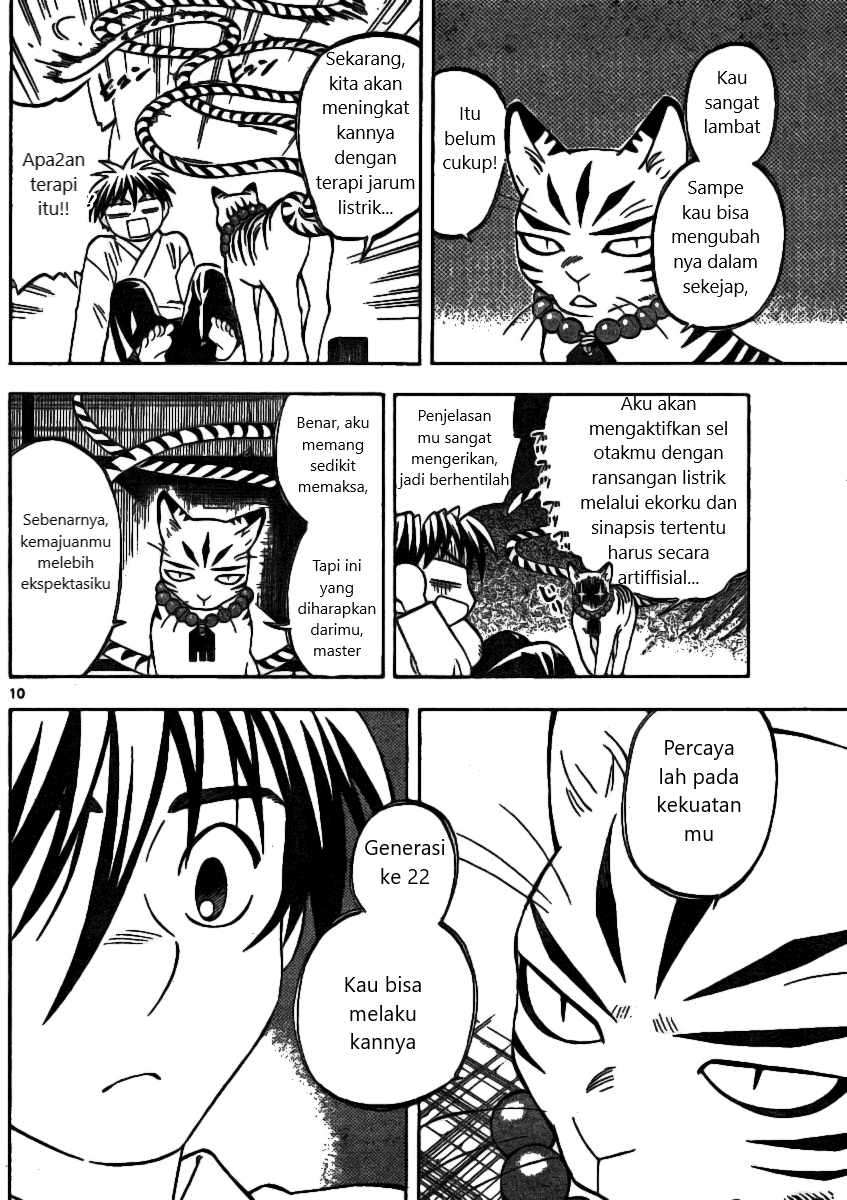 Kau
sangat
lambat
Sampe
kau bisa
mengubah
nya dalam
sekejap,
Itu
belum
cukup!
Sekarang,
kita akan
meningkat
kannya
dengan
terapi jarum
listrik...
Apa2an
terapi
itu!!
Aku akan
mengaktifkan sel
otakmu dengan
ransangan listrik
melalui ekorku dan
sinapsis tertentu
harus secara
artiffisial...
Penjelasan
mu sangat
mengerikan,
jadi berhentilah
Benar, aku
memang
sedikit
memaksa,
Tapi ini
yang
diharapkan
darimu,
master
Sebenarnya,
kemajuanmu
melebih
ekspektasiku
10
Percaya
lah pada
kekuatan
mu
Generasi
ke 22
Kau bisa
melaku
kannya